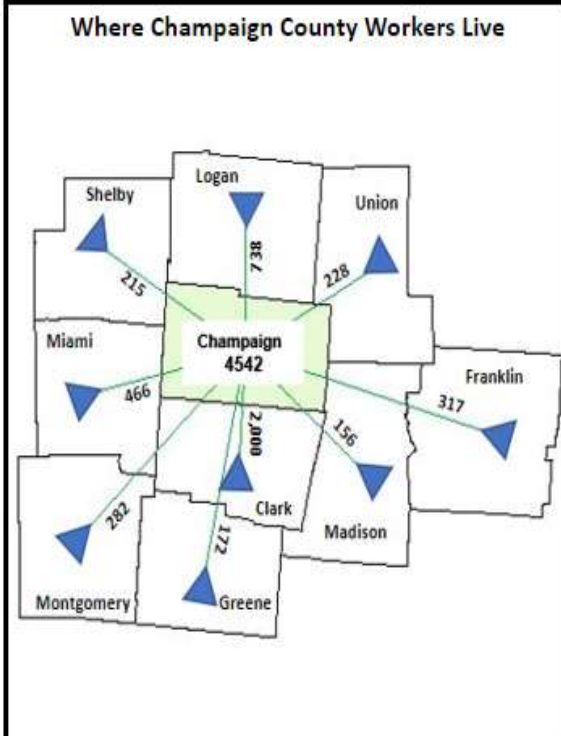 Where Champaign County Workers Live
Logan
Shelby
Union
738
228
215
Champaign
4542
Miami
Franklin
466
317
2,000
156
Clark
282
172
Madison
Montgomery
Greene